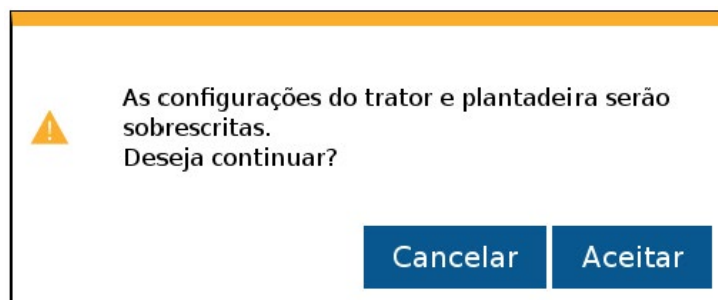 As configurações do trator e plantadeira serão
sobrescritas.
Deseja continuar?
Cancelar Aceitar